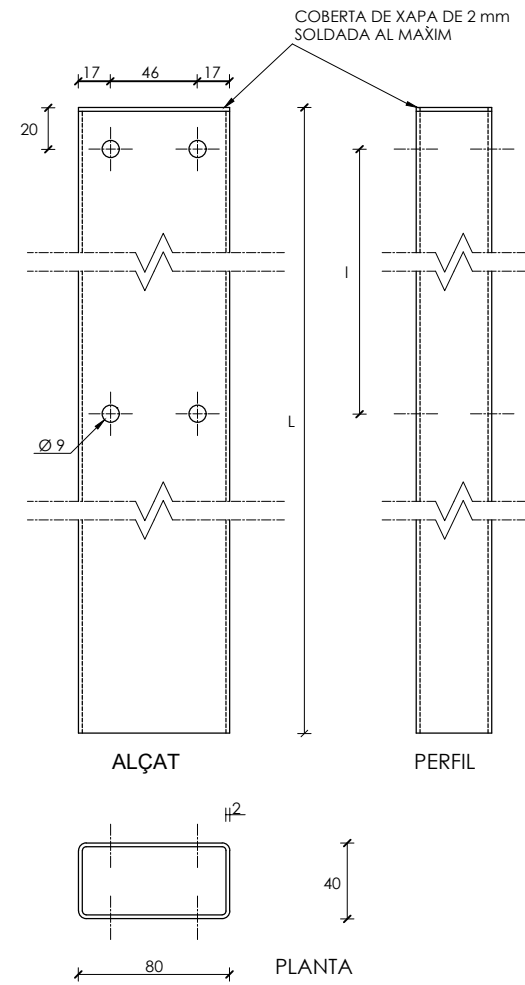 COBERTA DE XAPA DE 2 mm
SOLDADA AL MAXIM
17 46 17
20
l
L
Ø 9
ALÇAT PERFIL
2
40
80
PLANTA